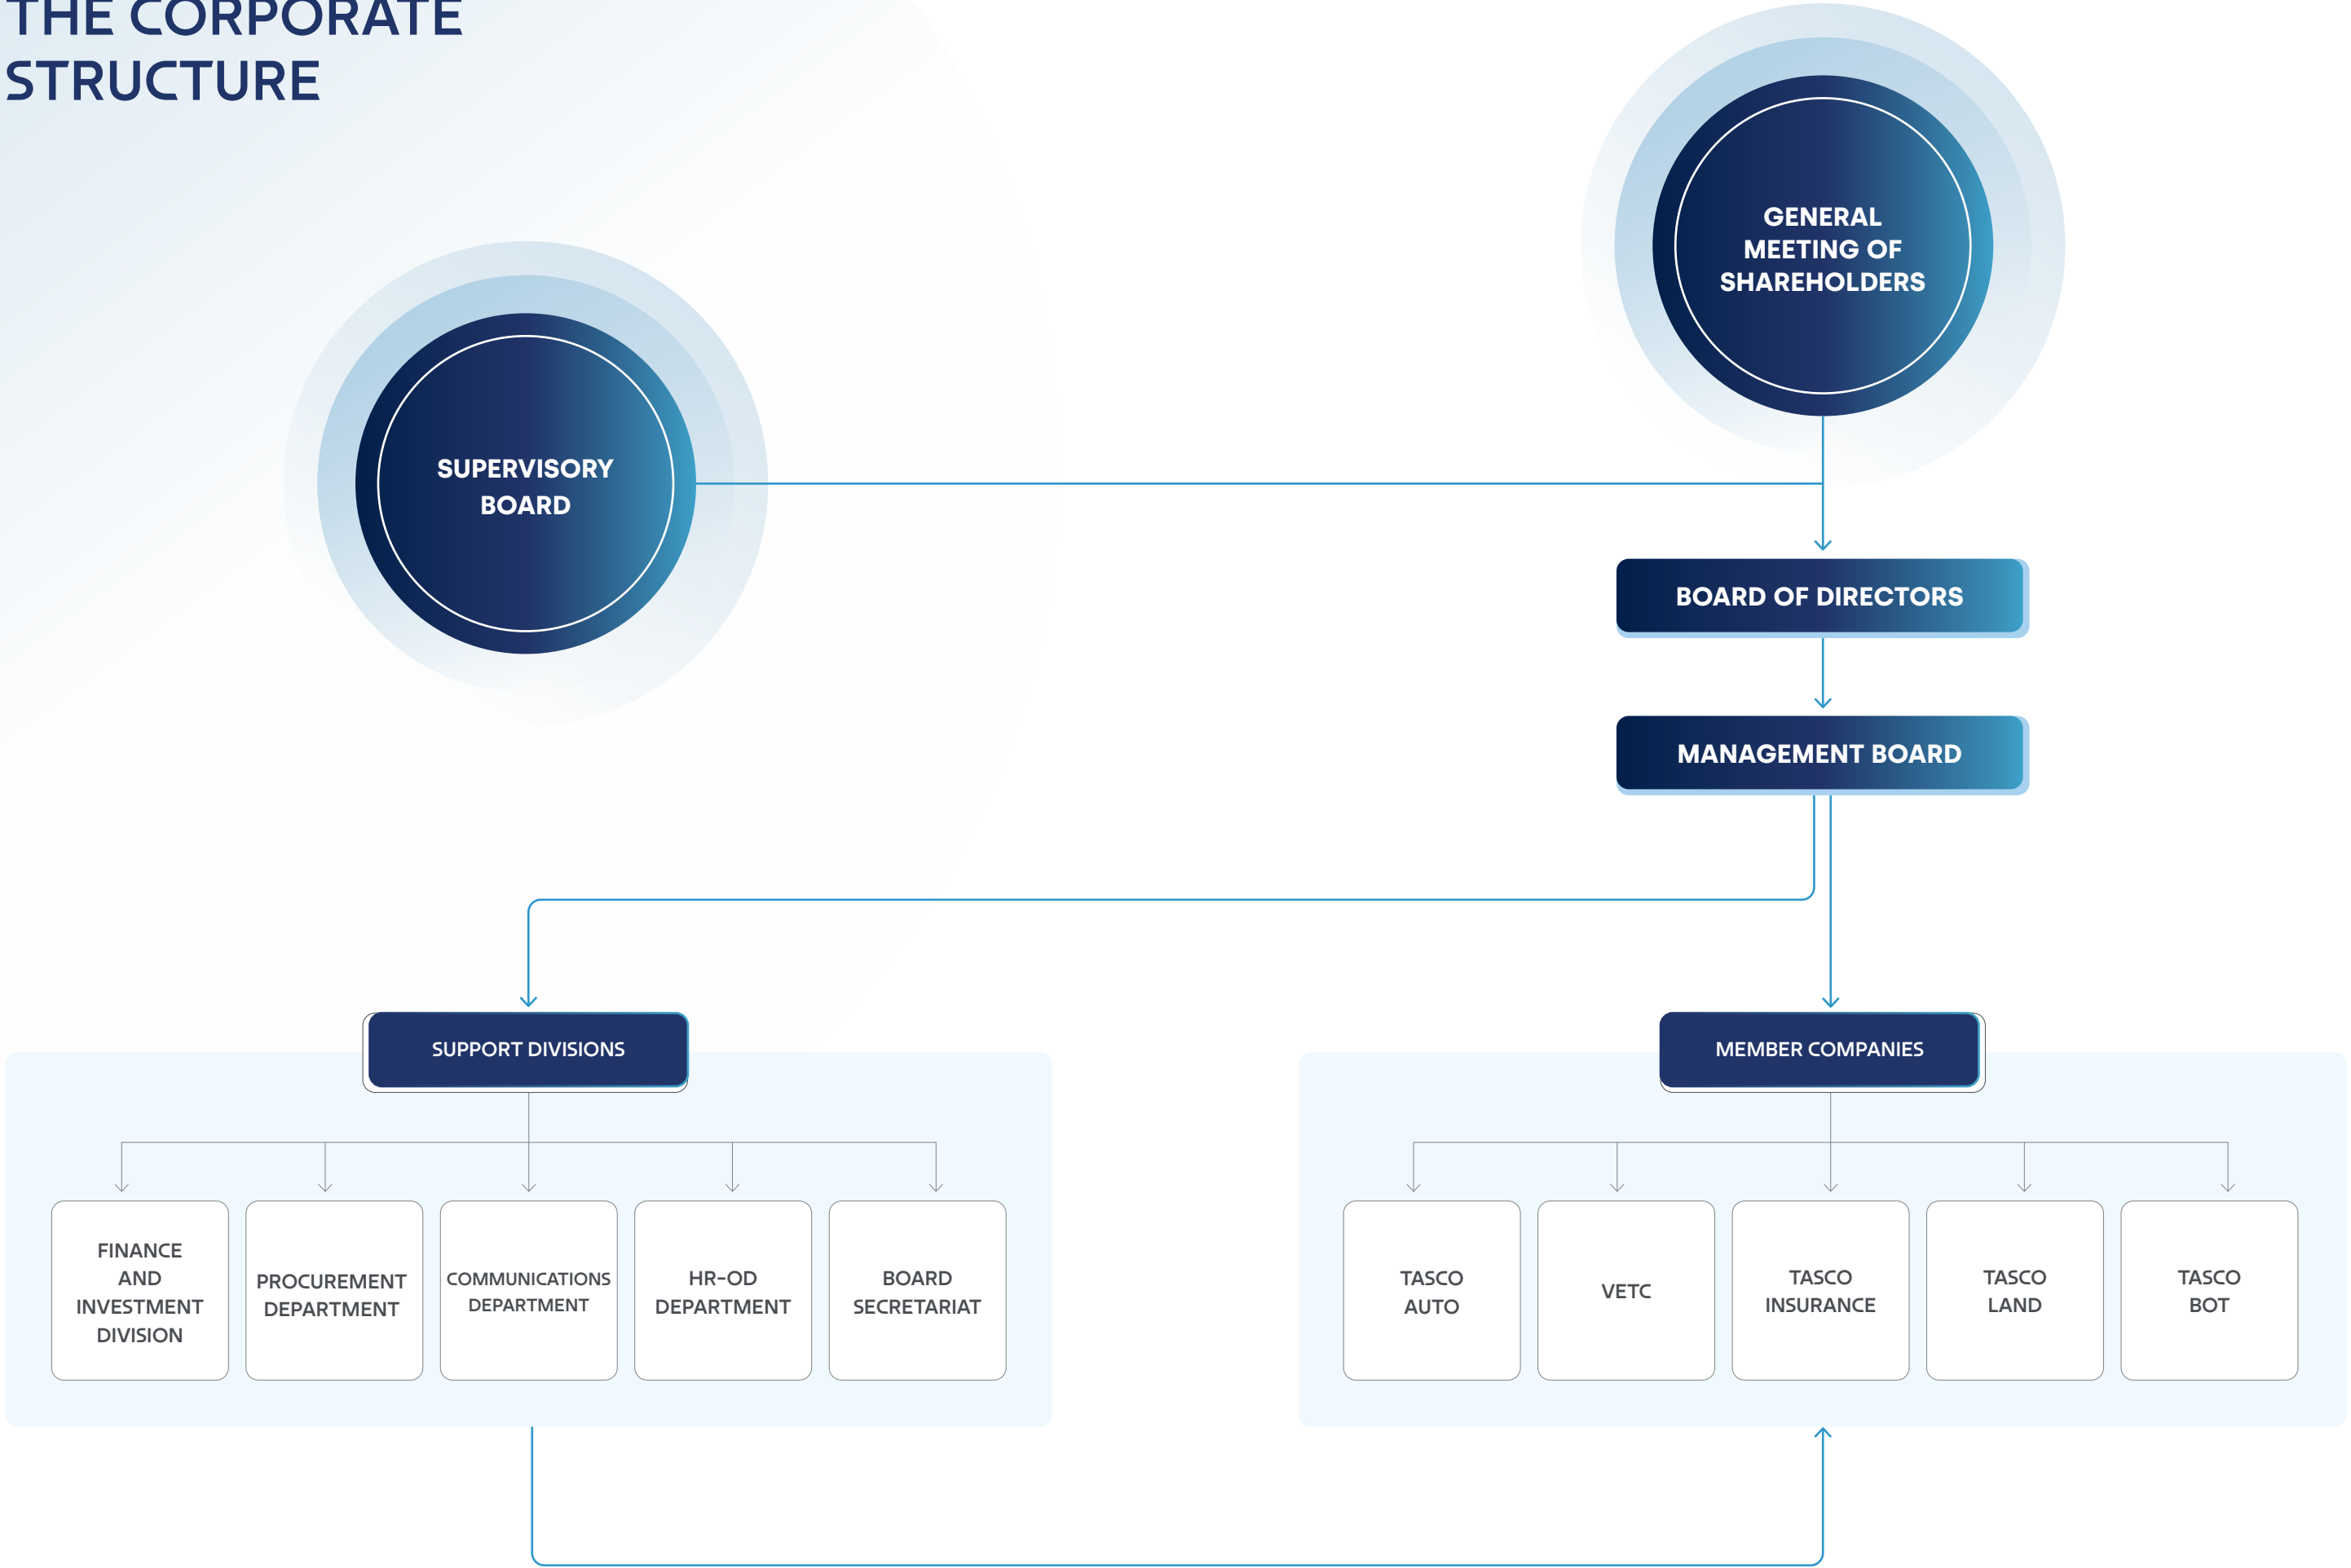 THE CORPORATE
STRUCTURE
GENERAL
MEETING OF
SHAREHOLDERS
SUPERVISORY
BOARD
BOARD OF DIRECTORS
MANAGEMENT BOARD
SUPPORT DIVISIONS
MEMBER COMPANIES
FINANCE
AND
INVESTMENT
DIVISION
PROCUREMENT
DEPARTMENT
COMMUNICATIONS
DEPARTMENT
HR-OD
DEPARTMENT
BOARD
SECRETARIAT
TASCO
AUTO
VETC
TASCO
INSURANCE
TASCO
LAND
TASCO
BOT